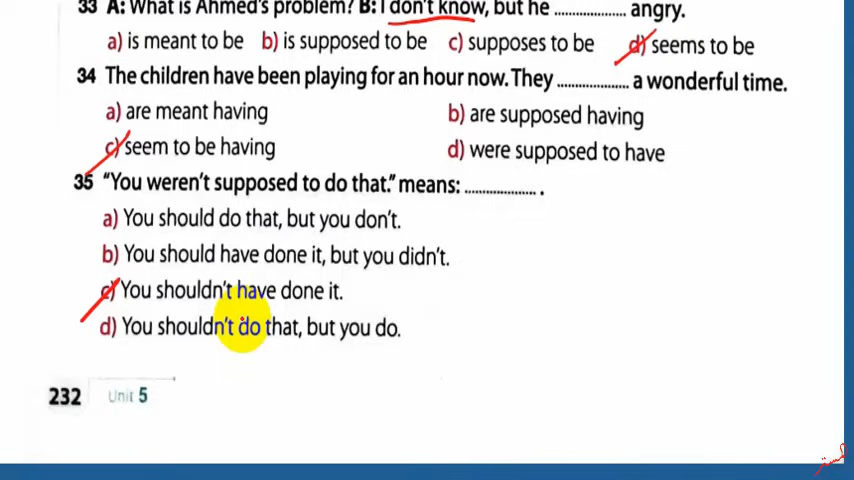 33 A: What is Ahmed's problem? B: I don't know, but he .................... angry.
a) is meant to be b) is supposed to be c) supposes to be d) seems to be
34 The children have been playing for an hour now. They .................... a wonderful time.
a) are meant having b) are supposed having
c) seem to be having d) were supposed to have
35 “You weren't supposed to do that.” means: .................... .
a) You should do that, but you don't.
b) You should have done it, but you didn't.
c) You shouldn't have done it.
d) You shouldn't do that, but you do.
232 Unit 5